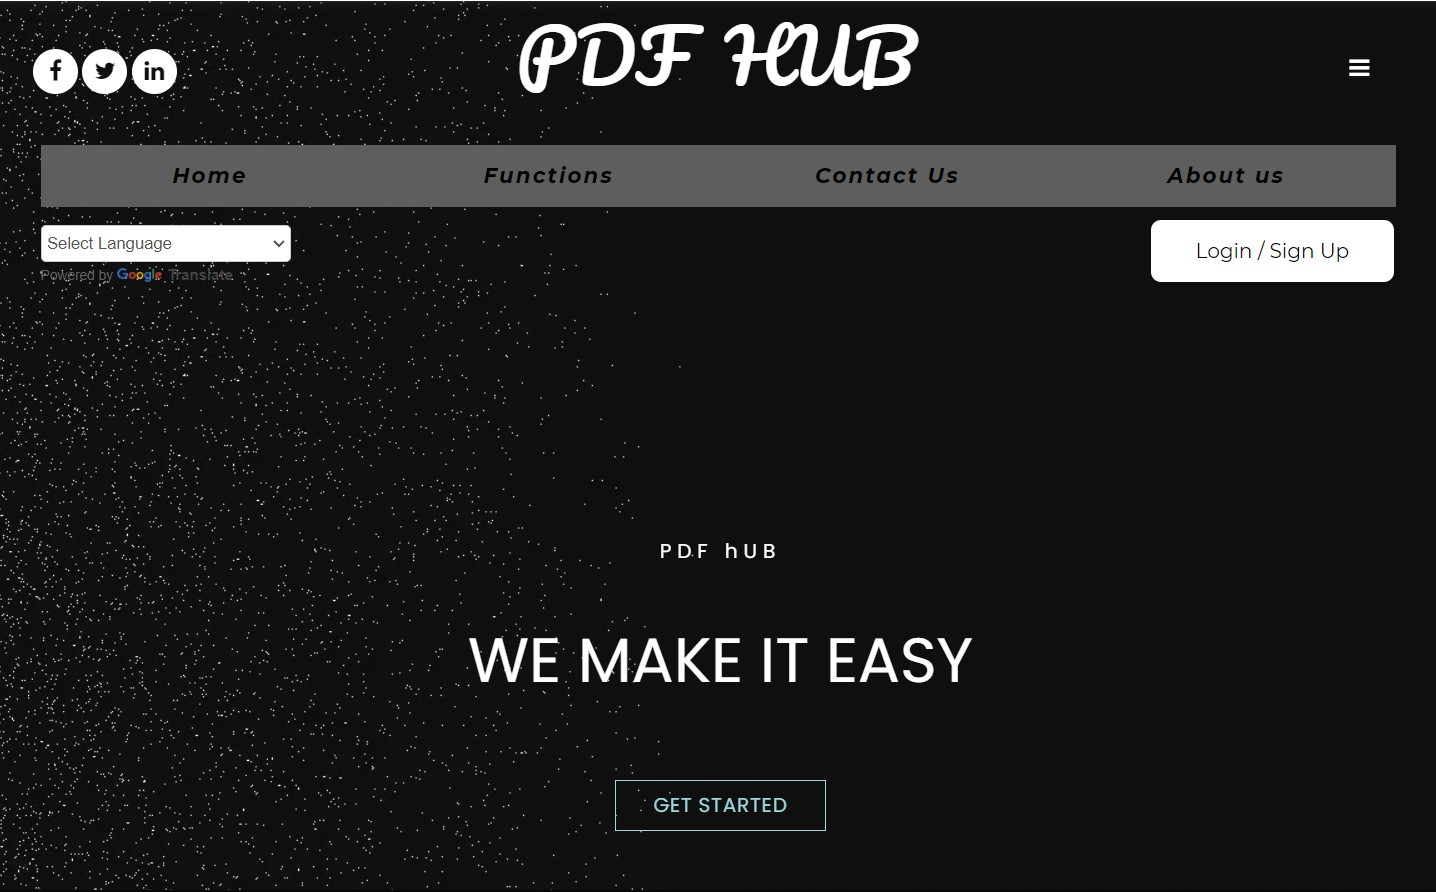 PDF HUB
Home Functions Contact Us About us
Select Language
Login / Sign Up
Powered by Google Translate
PDF hUB
WE MAKE IT EASY
GET STARTED